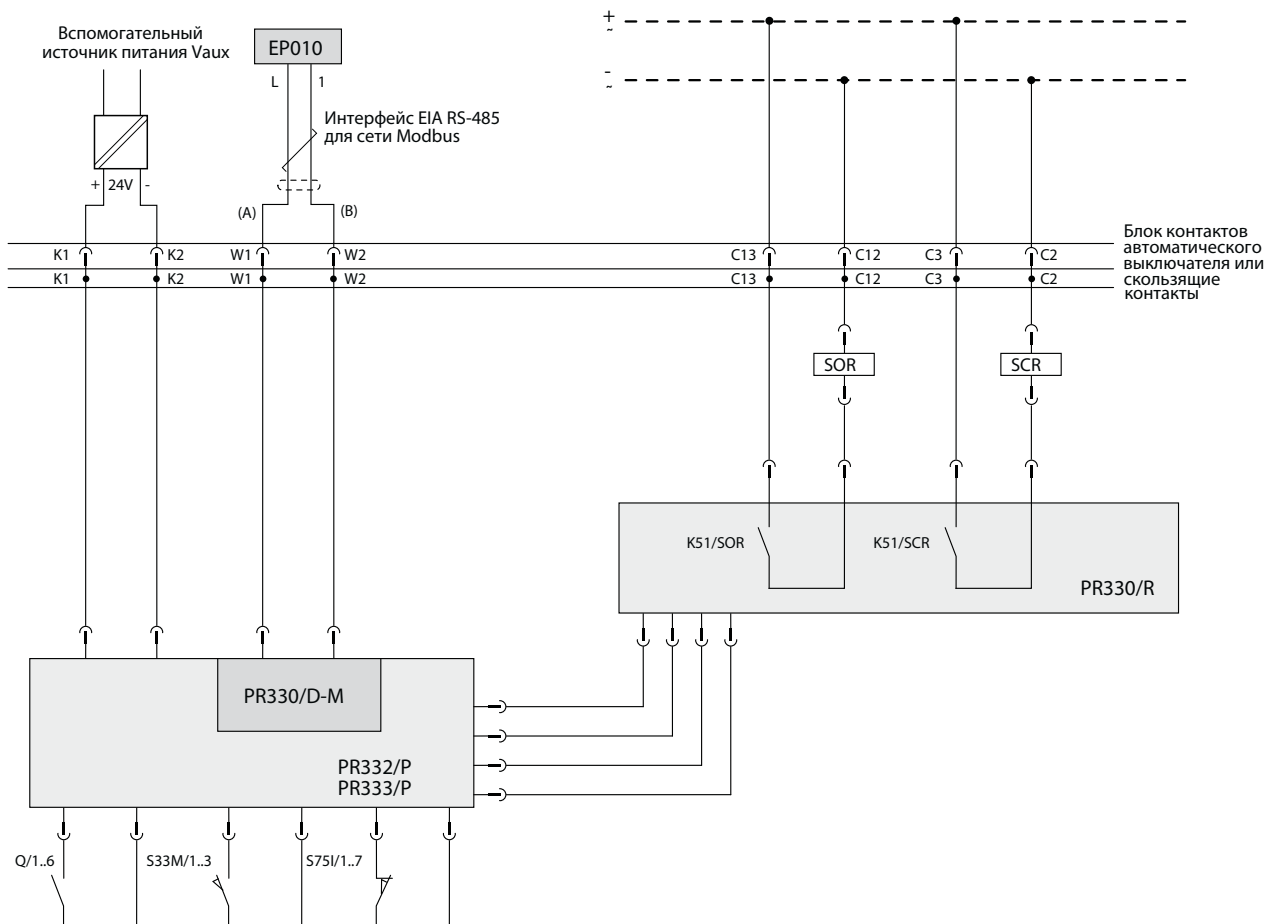 Вспомогательный
источник питания Vaux
EP010
L 1
Интерфейс EIA RS-485
для сети Modbus
+ 24V -
(A) (B)
+
~
-
~
K1 K2 W1 W2 C13 C12 C3 C2
K1 K2 W1 W2 C13 C12 C3 C2
Блок контактов
автоматического
выключателя или
скользящие
контакты
SOR SCR
K51/SOR K51/SCR
PR330/R
PR330/D-M
PR332/P
PR333/P
Q/1..6 S33M/1..3 S75I/1..7